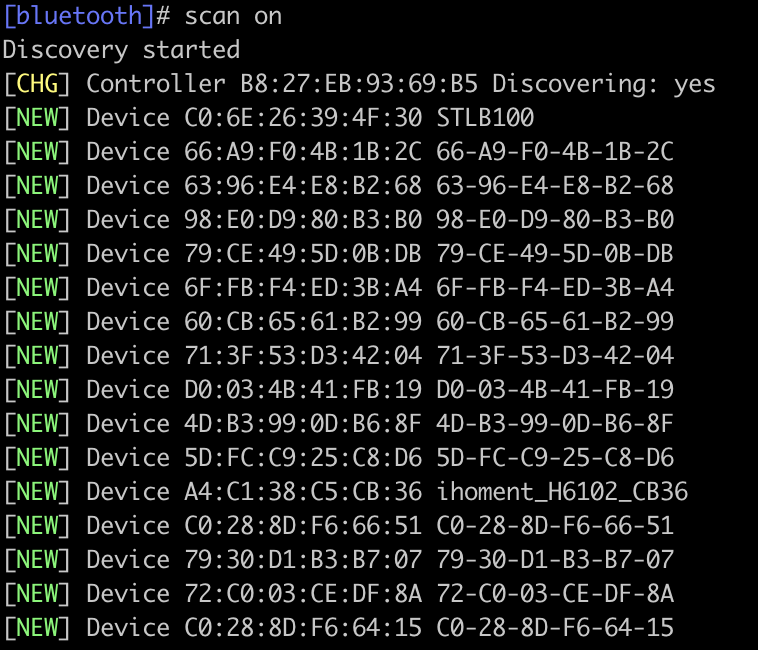 [bluetooth]# scan on
Discovery started
[CHG] Controller B8:27:EB:93:69:B5 Discovering: yes
[NEW] Device C0:6E:26:39:4F:30 STLB100
[NEW] Device 66:A9:F0:4B:1B:2C 66-A9-F0-4B-1B-2C
[NEW] Device 63:96:E4:E8:B2:68 63-96-E4-E8-B2-68
[NEW] Device 98:E0:D9:80:B3:B0 98-E0-D9-80-B3-B0
[NEW] Device 79:CE:49:5D:0B:DB 79-CE-49-5D-0B-DB
[NEW] Device 6F:FB:F4:ED:3B:A4 6F-FB-F4-ED-3B-A4
[NEW] Device 60:CB:65:61:B2:99 60-CB-65-61-B2-99
[NEW] Device 71:3F:53:D3:42:04 71-3F-53-D3-42-04
[NEW] Device D0:03:4B:41:FB:19 D0-03-4B-41-FB-19
[NEW] Device 4D:B3:99:0D:B6:8F 4D-B3-99-0D-B6-8F
[NEW] Device 5D:FC:C9:25:C8:D6 5D-FC-C9-25-C8-D6
[NEW] Device A4:C1:38:C5:CB:36 ihoment_H6102_CB36
[NEW] Device C0:28:8D:F6:66:51 C0-28-8D-F6-66-51
[NEW] Device 79:30:D1:B3:B7:07 79-30-D1-B3-B7-07
[NEW] Device 72:C0:03:CE:DF:8A 72-C0-03-CE-DF-8A
[NEW] Device C0:28:8D:F6:64:15 C0-28-8D-F6-64-15